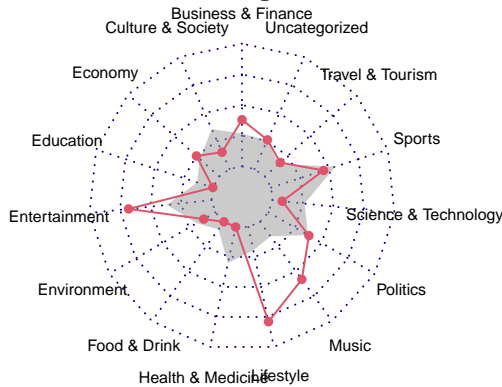 Business & Finance
Culture & Society
Uncategorized
Economy
Travel & Tourism
Education
Sports
Entertainment
Science & Technology
Environment
Politics
Food & Drink
Music
Health & Medicine
Lifestyle